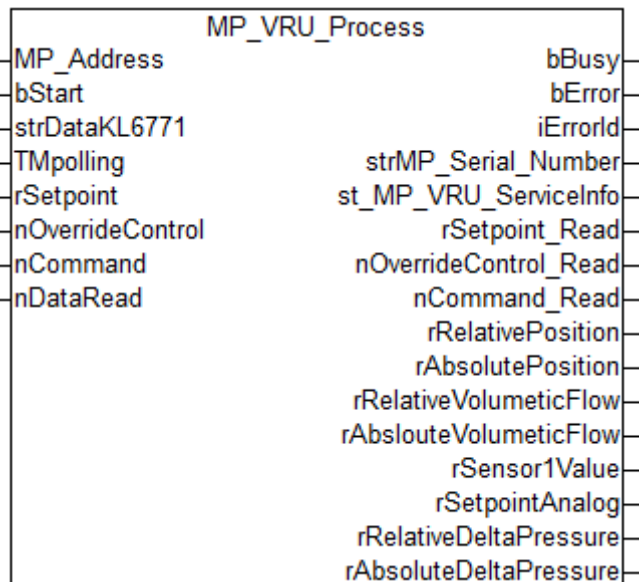 MP_VRU_Process
MP_Address bBusy
bStart bError
strDataKL6771 iErrorId
TMpolling strMP_Serial_Number
rSetpoint st_MP_VRU_ServiceInfo
nOverrideControl rSetpoint_Read
nCommand nOverrideControl_Read
nDataRead nCommand_Read
rRelativePosition
rAbsolutePosition
rRelativeVolumeticFlow
rAbslouteVolumeticFlow
rSensor1Value
rSetpointAnalog
rRelativeDeltaPressure
rAbsoluteDeltaPressure